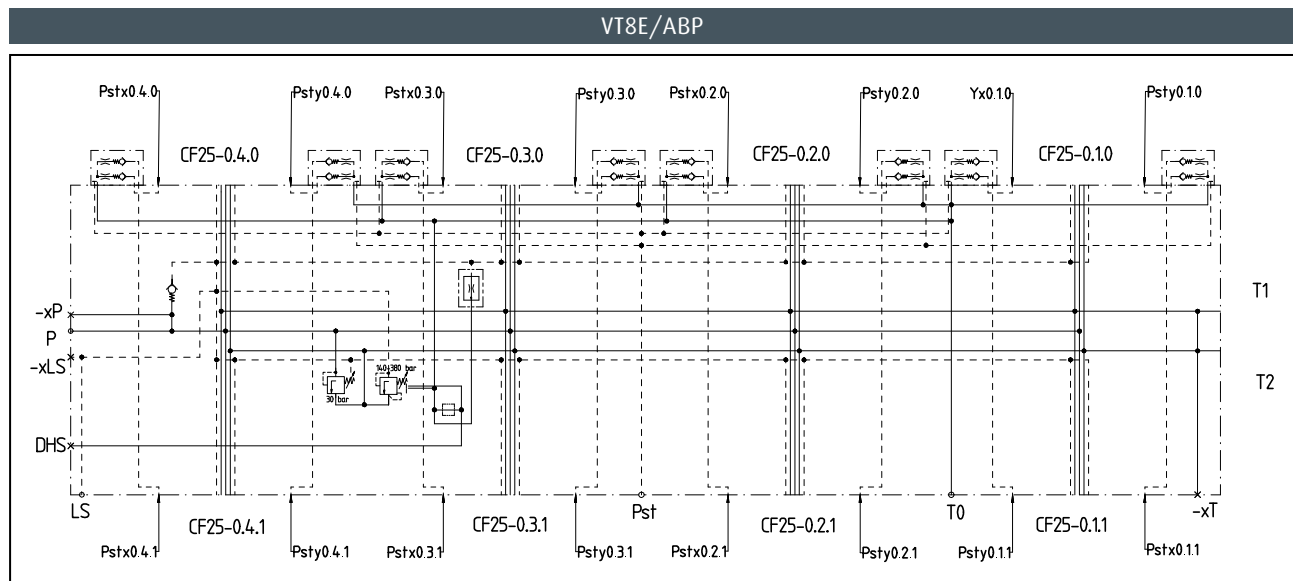 VT8E/ABP
Pstx0.4.0
Psty0.4.0
Pstx0.3.0
Psty0.3.0
Pstx0.2.0
Psty0.2.0
Yx0.1.0
Psty0.1.0
CF25-0.4.0
CF25-0.3.0
CF25-0.2.0
CF25-0.1.0
-xP
P
-xLS
DHS
LS
T1
T2
30 bar
140÷380 bar
CF25-0.4.1
CF25-0.3.1
Pst
CF25-0.2.1
T0
CF25-0.1.1
-xT
Pstx0.4.1
Psty0.4.1
Pstx0.3.1
Psty0.3.1
Pstx0.2.1
Psty0.2.1
Psty0.1.1
Pstx0.1.1